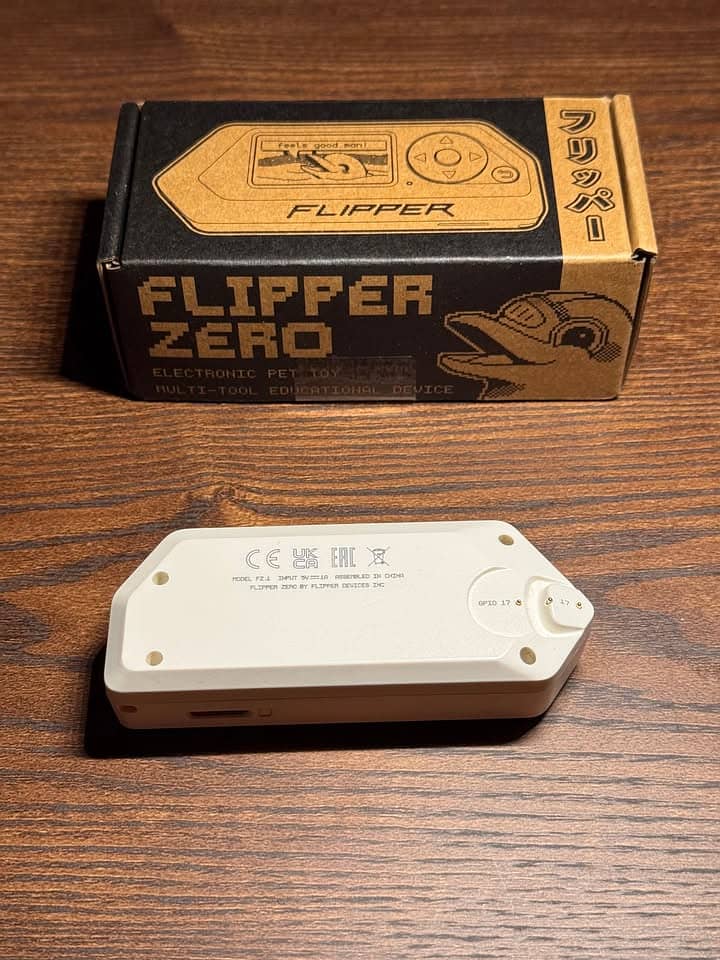 feels good man!
FLIPPER
フリッパー
FLIPPER
ZERO
ELECTRONIC PET TOY
MULTI-TOOL EDUCATIONAL DEVICE
CE UK CA EAC
MODEL FZ.1 INPUT 5V⎓1A ASSEMBLED IN CHINA
FLIPPER ZERO BY FLIPPER DEVICES INC
GPIO 17 17